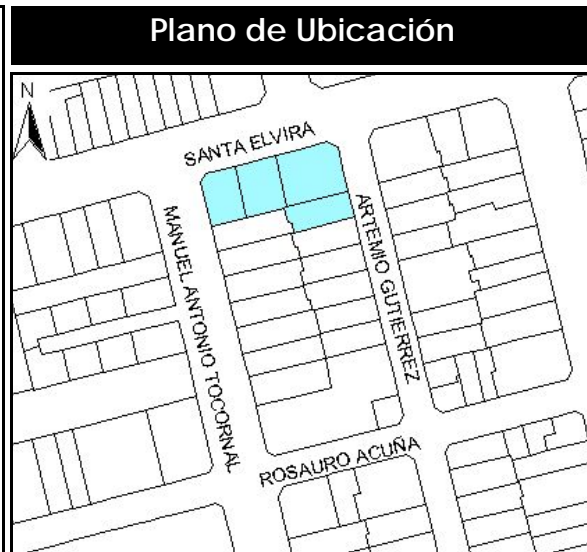 Plano de Ubicación
N
SANTA ELVIRA
MANUEL ANTONIO TOCORNAL
ARTEMIO GUTIERREZ
ROSAURO ACUÑA